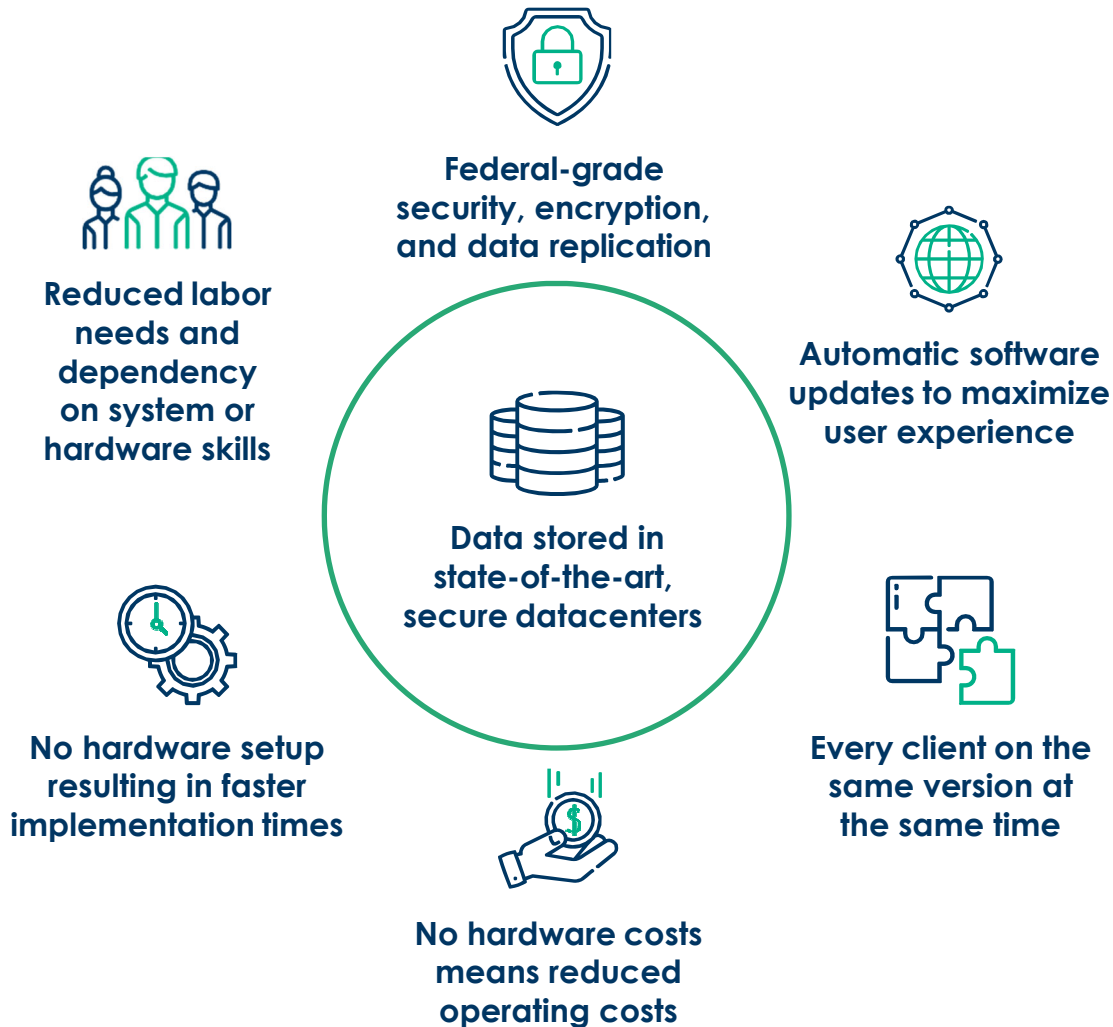 Federal-grade
security, encryption,
and data replication
Reduced labor
needs and
dependency
on system or
hardware skills
Automatic software
updates to maximize
user experience
Data stored in
state-of-the-art,
secure datacenters
No hardware setup
resulting in faster
implementation times
Every client on the
same version at
the same time
$
No hardware costs
means reduced
operating costs